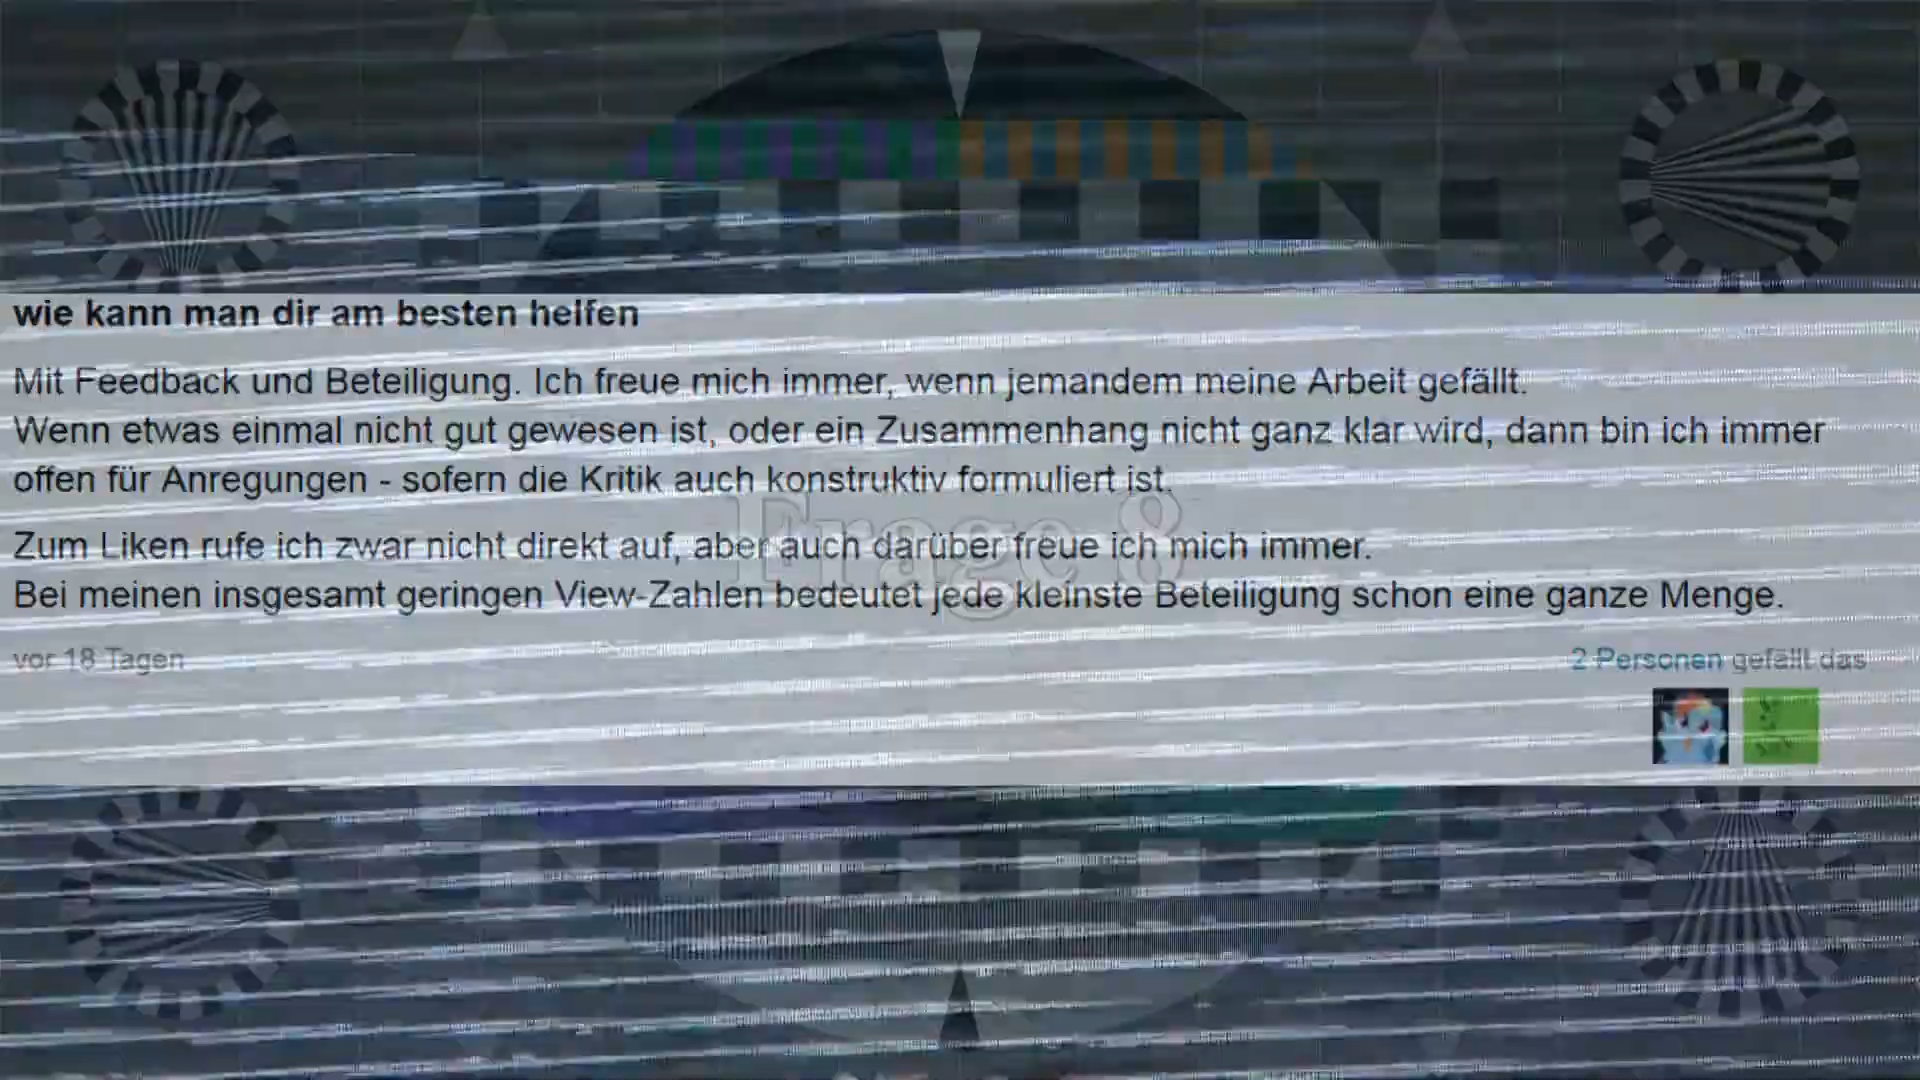 wie kann man dir am besten helfen
Mit Feedback und Beteiligung. Ich freue mich immer, wenn jemandem meine Arbeit gefällt.
Wenn etwas einmal nicht gut gewesen ist, oder ein Zusammenhang nicht ganz klar wird, dann bin ich immer
offen für Anregungen - sofern die Kritik auch konstruktiv formuliert ist.
Frage 8
Zum Liken rufe ich zwar nicht direkt auf, aber auch darüber freue ich mich immer.
Bei meinen insgesamt geringen View-Zahlen bedeutet jede kleinste Beteiligung schon eine ganze Menge.
vor 18 Tagen
2 Personen gefällt das